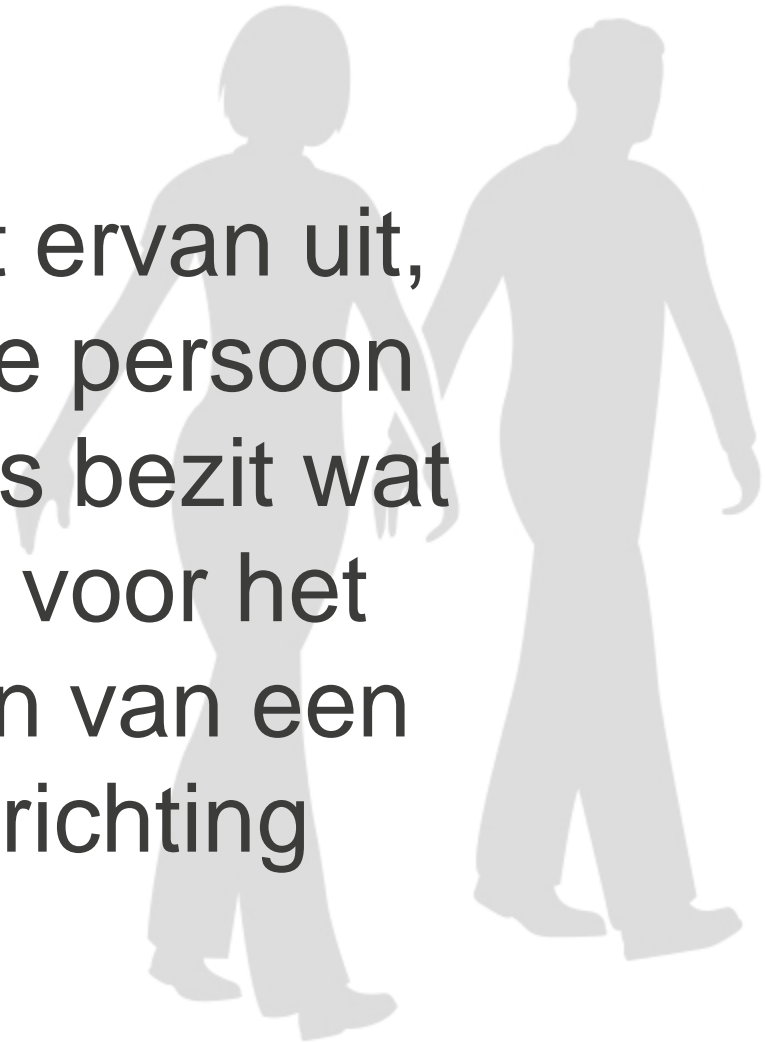 t ervan uit,
e persoon
s bezit wat
voor het
n van een
richting